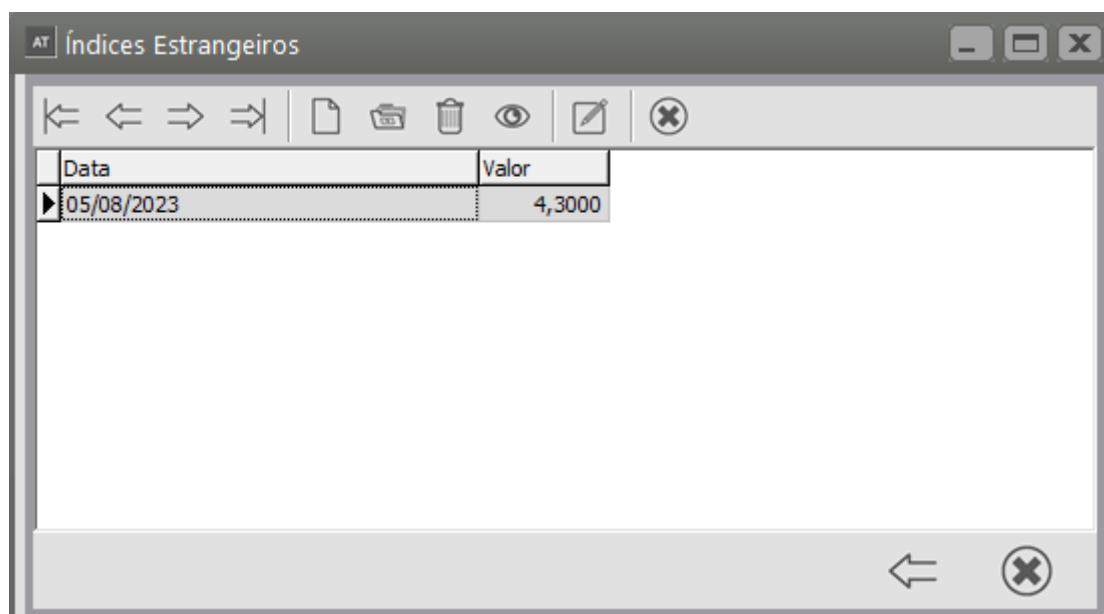 AT Índices Estrangeiros
Data Valor
05/08/2023 4,3000